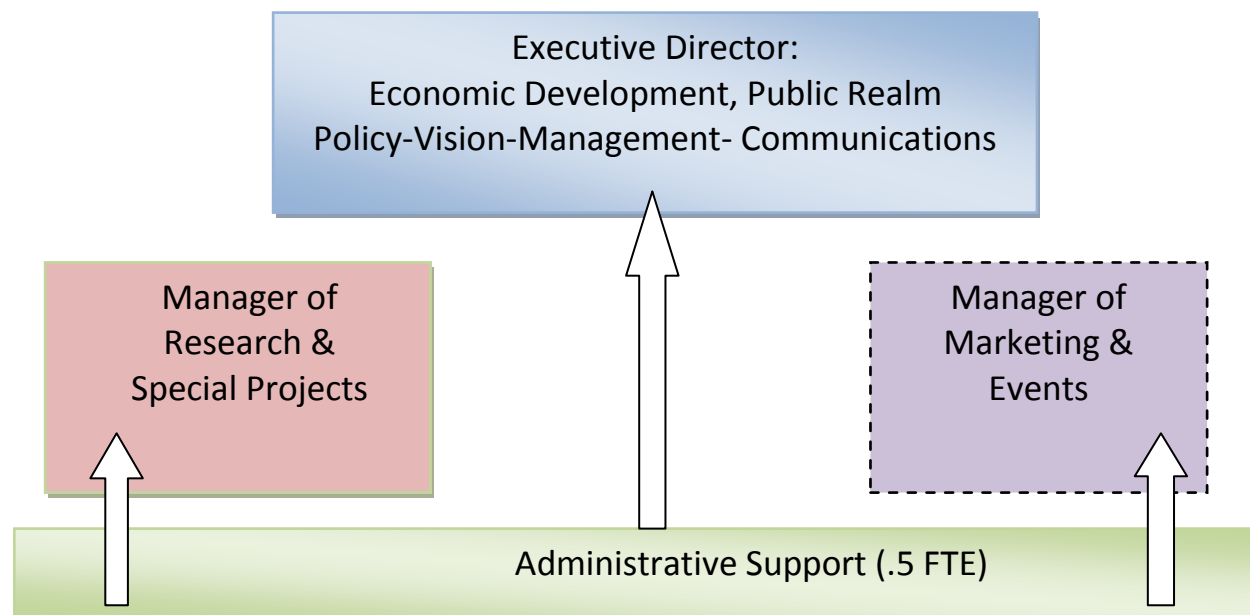 Executive Director:
Economic Development, Public Realm
Policy-Vision-Management- Communications
Manager of
Research &
Special Projects
Manager of
Marketing &
Events
Administrative Support (.5 FTE)